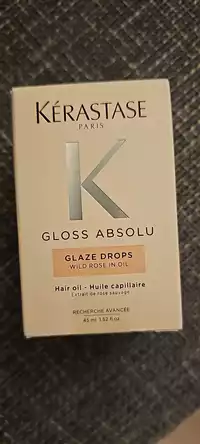 KÉRASTASE
PARIS
K
GLOSS ABSOLU
GLAZE DROPS
WILD ROSE IN OIL
Hair oil - Huile capillaire
Extrait de rose sauvage
RECHERCHE AVANCÉE
45 ml 1.52 fl.oz